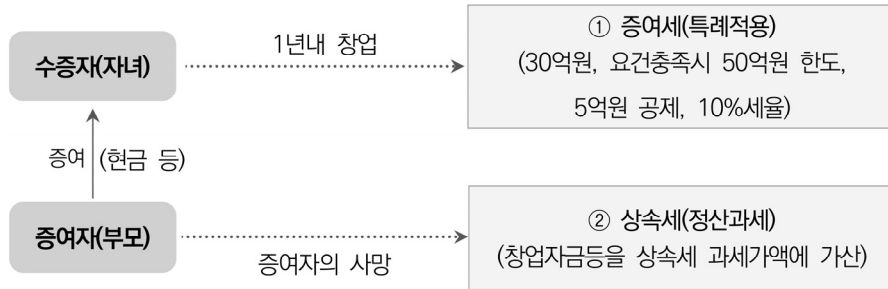 수증자(자녀)
1년내 창업
① 증여세(특례적용)
(30억원, 요건충족시 50억원 한도,
5억원 공제, 10%세율)
증여 (현금 등)
증여자(부모)
증여자의 사망
② 상속세(정산과세)
(창업자금등을 상속세 과세가액에 가산)